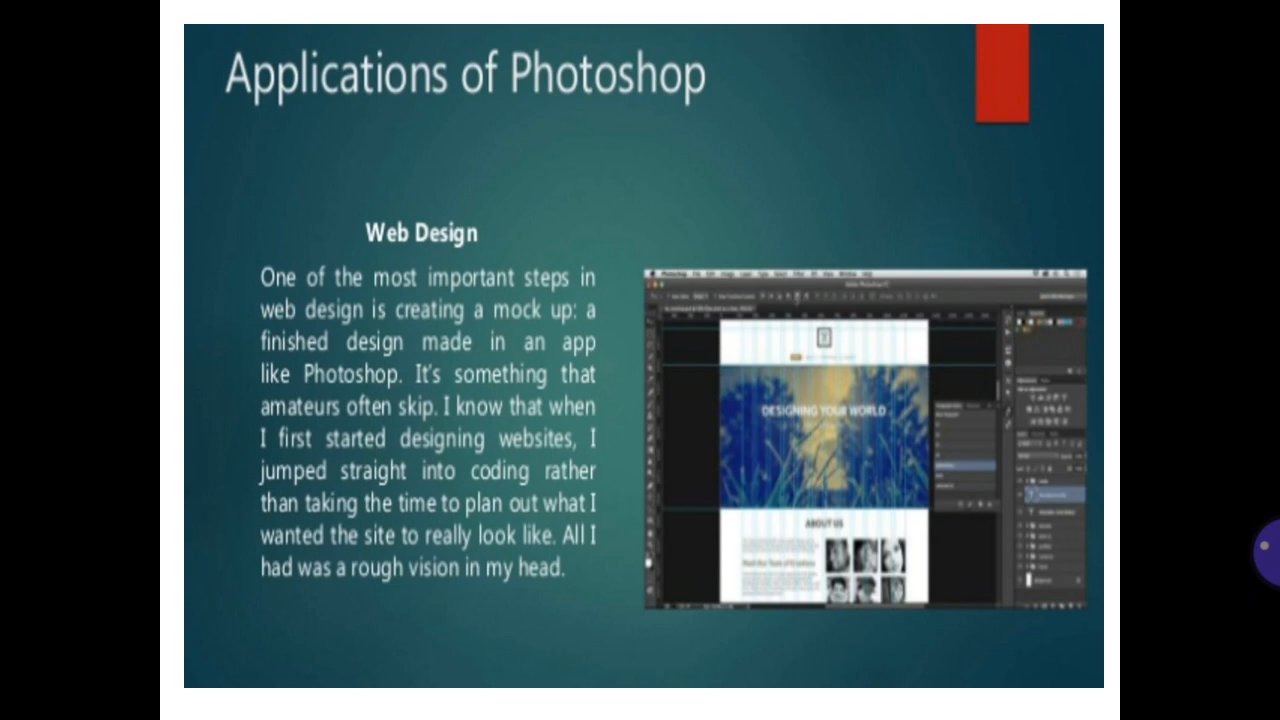 Applications of Photoshop
Web Design
One of the most important steps in
web design is creating a mock up: a
finished design made in an app
like Photoshop. It's something that
amateurs often skip. I know that when
I first started designing websites, I
jumped straight into coding rather
than taking the time to plan out what I
wanted the site to really look like. All I
had was a rough vision in my head.
DESIGNING YOUR WORLD
ABOUT US